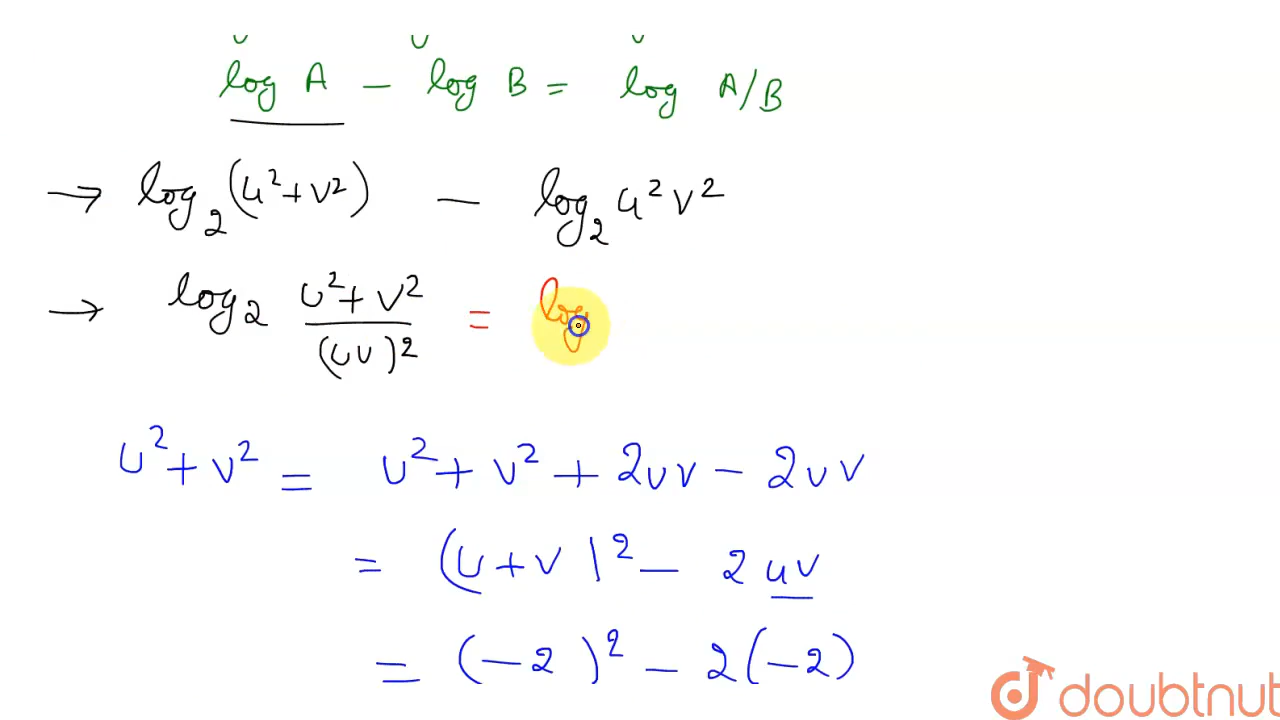 log A - log B = log A/B
→ log₂(u²+v²) - log₂ u²v²
→ log₂ (u²+v²)/(uv)² = log
u²+v² = u²+v²+2uv-2uv
= (u+v)²-2uv
= (-2)²-2(-2)
doubtnut